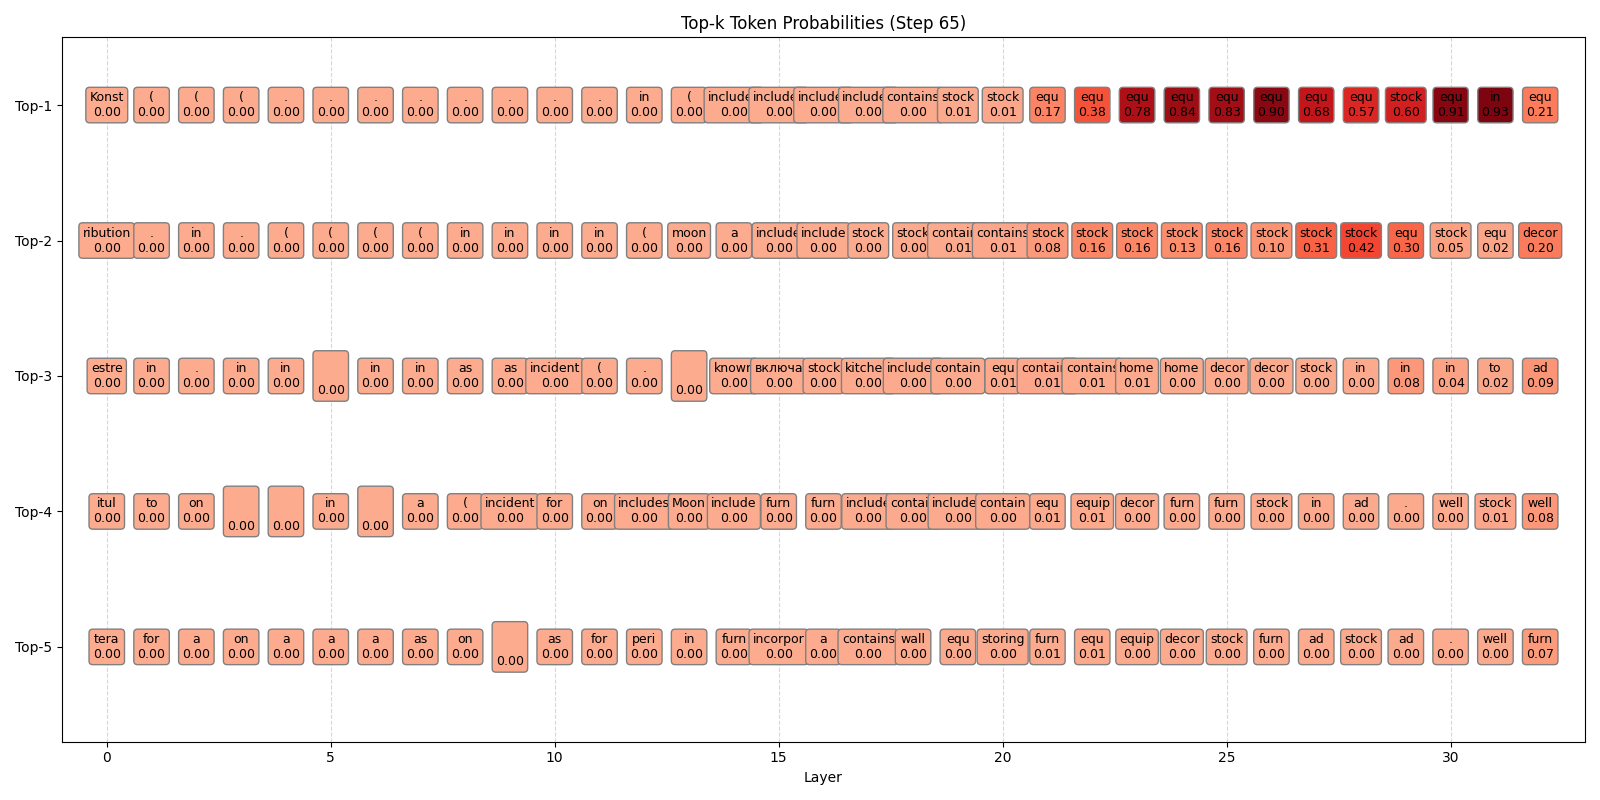 Top-k Token Probabilities (Step 65)
Konst ( ( ( . . . . . . . . in ( include include include include contains stock stock equ equ equ equ equ equ equ equ stock equ in equ
Top-1
0.00 0.00 0.00 0.00 0.00 0.00 0.00 0.00 0.00 0.00 0.00 0.00 0.00 0.00 0.00 0.00 0.00 0.00 0.00 0.01 0.01 0.17 0.38 0.78 0.84 0.83 0.90 0.68 0.57 0.60 0.91 0.93 0.21
ribution . in . ( ( ( ( in in in in ( moon a include include stock stock contain contains stock stock stock stock stock stock stock stock equ stock equ decor
Top-2
0.00 0.00 0.00 0.00 0.00 0.00 0.00 0.00 0.00 0.00 0.00 0.00 0.00 0.00 0.00 0.00 0.00 0.00 0.00 0.01 0.01 0.08 0.16 0.16 0.13 0.16 0.10 0.31 0.42 0.30 0.05 0.02 0.20
estre in . in in in in as as incident ( . known включа stock kitche include contain equ contai contains home home decor decor stock in in in to ad
Top-3
0.00 0.00 0.00 0.00 0.00 0.00 0.00 0.00 0.00 0.00 0.00 0.00 0.00 0.00 0.00 0.00 0.00 0.00 0.00 0.00 0.01 0.01 0.01 0.01 0.00 0.00 0.00 0.00 0.00 0.08 0.04 0.02 0.09
itul to on in a ( incident for on includes Moon include furn furn include contai include contain equ equip decor furn furn stock in ad . well stock well
Top-4
0.00 0.00 0.00 0.00 0.00 0.00 0.00 0.00 0.00 0.00 0.00 0.00 0.00 0.00 0.00 0.00 0.00 0.00 0.00 0.00 0.00 0.01 0.01 0.00 0.00 0.00 0.00 0.00 0.00 0.00 0.00 0.01 0.08
tera for a on a a a as on as for peri in furn incorpor a contains wall equ storing furn equ equip decor stock furn ad stock ad . well furn
Top-5
0.00 0.00 0.00 0.00 0.00 0.00 0.00 0.00 0.00 0.00 0.00 0.00 0.00 0.00 0.00 0.00 0.00 0.00 0.00 0.00 0.00 0.01 0.01 0.00 0.00 0.00 0.00 0.00 0.00 0.00 0.00 0.00 0.07
0 5 10 15 20 25 30
Layer